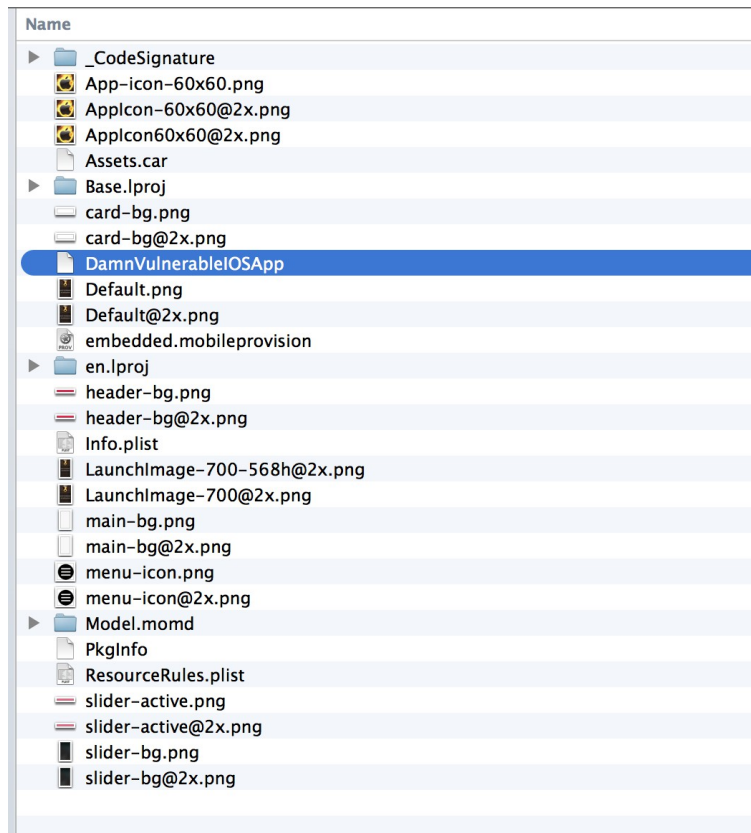 Name
_CodeSignature
App-icon-60x60.png
AppIcon-60x60@2x.png
AppIcon60x60@2x.png
Assets.car
Base.lproj
card-bg.png
card-bg@2x.png
DamnVulnerableIOSApp
Default.png
Default@2x.png
embedded.mobileprovision
en.lproj
header-bg.png
header-bg@2x.png
Info.plist
LaunchImage-700-568h@2x.png
LaunchImage-700@2x.png
main-bg.png
main-bg@2x.png
menu-icon.png
menu-icon@2x.png
Model.momd
PkgInfo
ResourceRules.plist
slider-active.png
slider-active@2x.png
slider-bg.png
slider-bg@2x.png